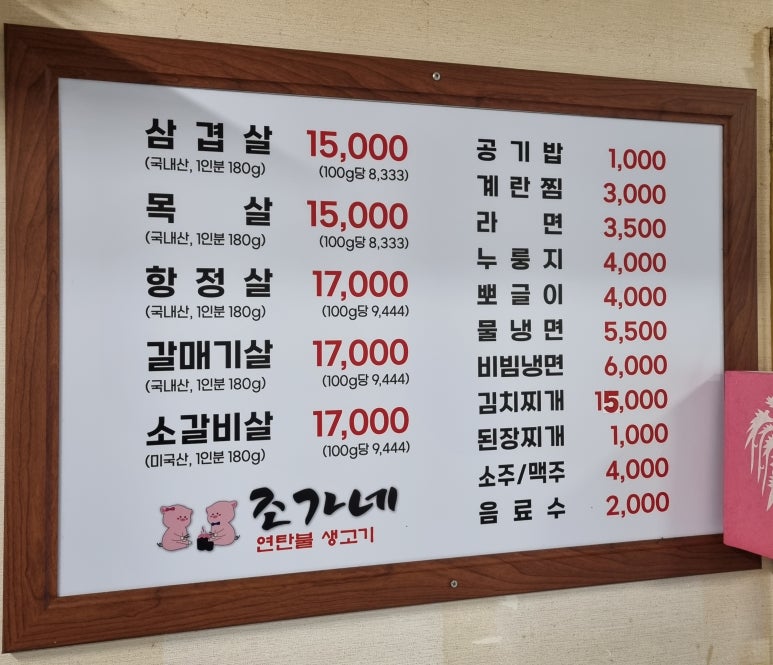 삼겹살 15,000
(국내산, 1인분 180g) (100g당 8,333)
목살 15,000
(국내산, 1인분 180g) (100g당 8,333)
항정살 17,000
(국내산, 1인분 180g) (100g당 9,444)
갈매기살 17,000
(국내산, 1인분 180g) (100g당 9,444)
소갈비살 17,000
(미국산, 1인분 180g) (100g당 9,444)
조가네
연탄불 생고기
공기밥 1,000
계란찜 3,000
라면 3,500
누룽지 4,000
뽀글이 4,000
물냉면 5,500
비빔냉면 6,000
김치찌개 15,000
된장찌개 1,000
소주/맥주 4,000
음료수 2,000